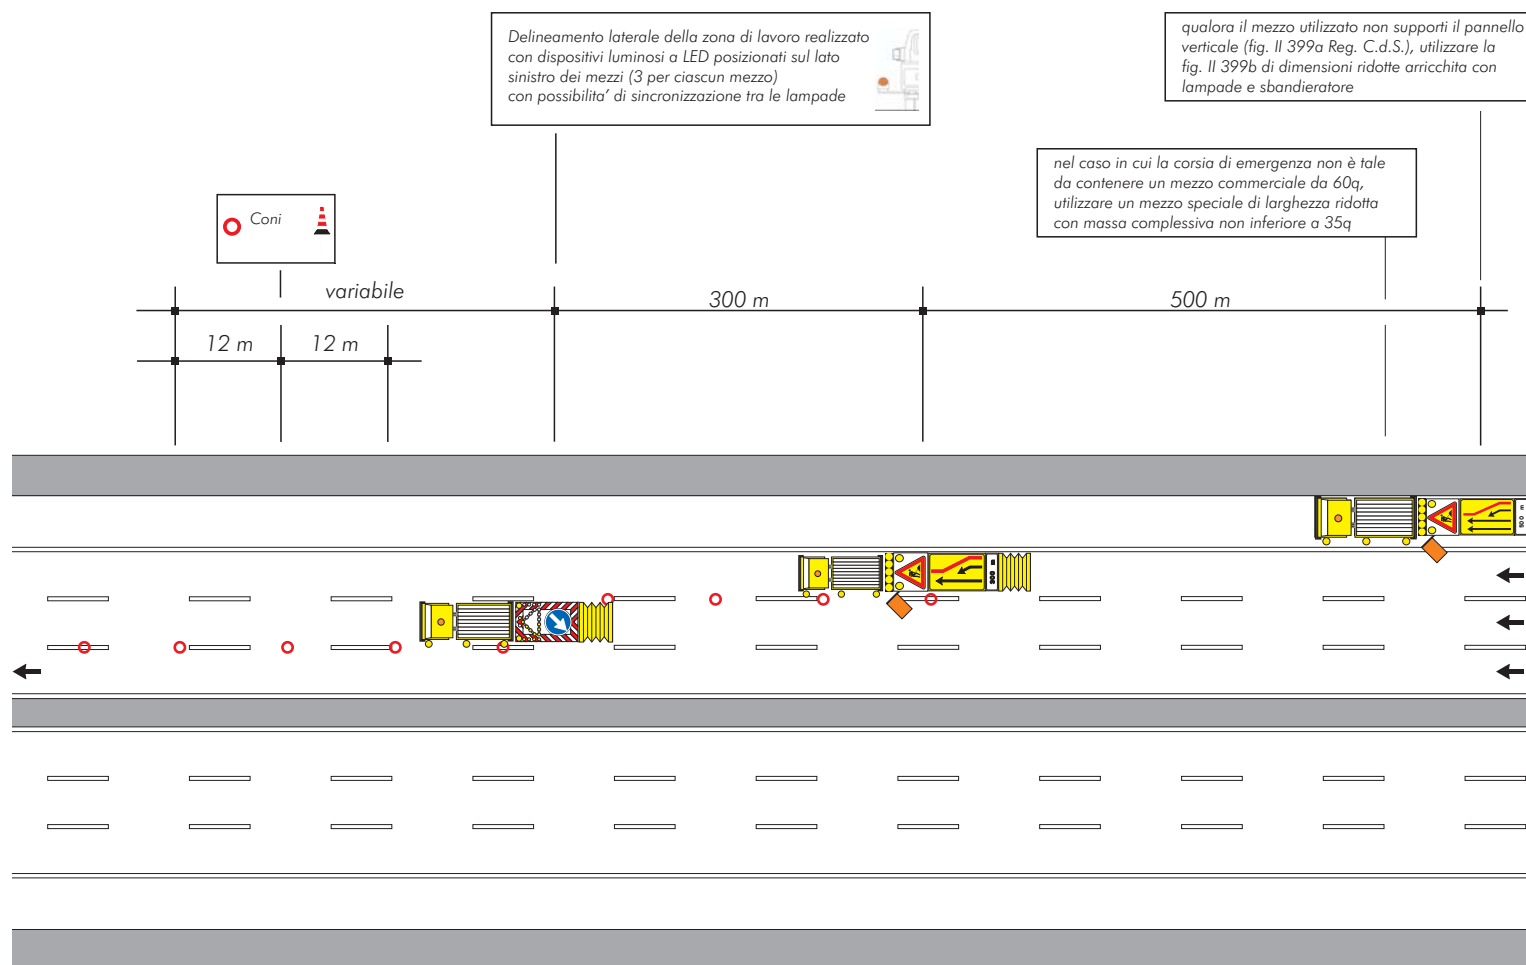 Delineamento laterale della zona di lavoro realizzato
con dispositivi luminosi a LED posizionati sul lato
sinistro dei mezzi (3 per ciascun mezzo)
con possibilita' di sincronizzazione tra le lampade
qualora il mezzo utilizzato non supporti il pannello
verticale (fig. II 399a Reg. C.d.S.), utilizzare la
fig. II 399b di dimensioni ridotte arricchita con
lampade e sbandieratore
nel caso in cui la corsia di emergenza non è tale
da contenere un mezzo commerciale da 60q,
utilizzare un mezzo speciale di larghezza ridotta
con massa complessiva non inferiore a 35q
Coni
variabile
300 m
500 m
12 m
12 m
500 m
300 m